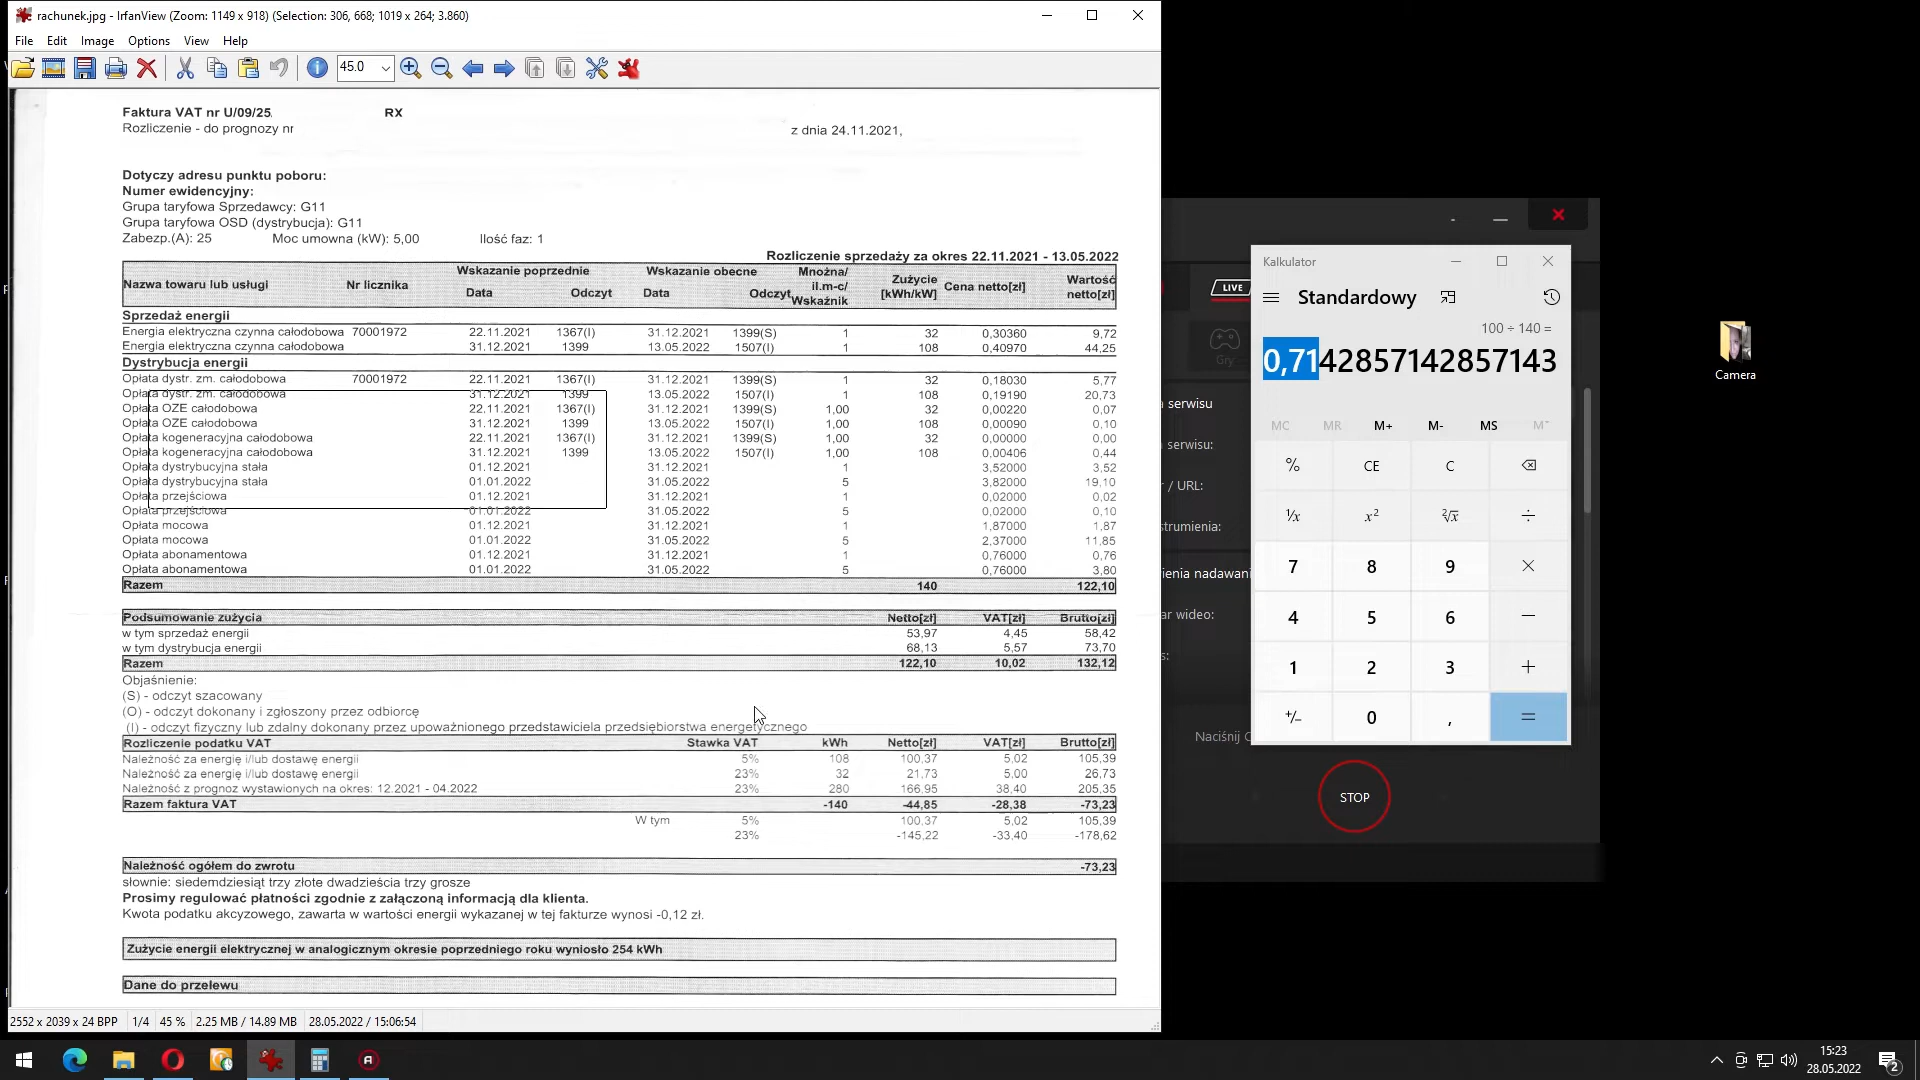 rachunek.jpg - IrfanView (Zoom: 1149 x 918) (Selection: 306, 668; 1019 x 264; 3.860)
File Edit Image Options View Help
45.0
Faktura VAT nr U/09/25 RX
Rozliczenie - do prognozy nr z dnia 24.11.2021,
Dotyczy adresu punktu poboru:
Numer ewidencyjny:
Grupa taryfowa Sprzedawcy: G11
Grupa taryfowa OSD (dystrybucja): G11
Zabezp.(A): 25 Moc umowna (kW): 5,00 Ilość faz: 1
Rozliczenie sprzedaży za okres 22.11.2021 - 13.05.2022
Nazwa towaru lub usługi Nr licznika Wskazanie poprzednie Data Odczyt Wskazanie obecne Data Odczyt Mnożna/ il.m-c/ Wskaźnik Zużycie [kWh/kW] Cena netto[zł] Wartość netto[zł]
Sprzedaż energii
Energia elektryczna czynna całodobowa 70001972 22.11.2021 1367(I) 31.12.2021 1399(S) 1 32 0,30360 9,72
Energia elektryczna czynna całodobowa 31.12.2021 1399 13.05.2022 1507(I) 1 108 0,40970 44,25
Dystrybucja energii
Opłata dystr. zm. całodobowa 70001972 22.11.2021 1367(I) 31.12.2021 1399(S) 1 32 0,18030 5,77
Opłata dystr. zm. całodobowa 31.12.2021 1399 13.05.2022 1507(I) 1 108 0,19190 20,73
Opłata OZE całodobowa 22.11.2021 1367(I) 31.12.2021 1399(S) 1,00 32 0,00220 0,07
Opłata OZE całodobowa 31.12.2021 1399 13.05.2022 1507(I) 1,00 108 0,00090 0,10
Opłata kogeneracyjna całodobowa 22.11.2021 1367(I) 31.12.2021 1399(S) 1,00 32 0,00000 0,00
Opłata kogeneracyjna całodobowa 31.12.2021 1399 13.05.2022 1507(I) 1,00 108 0,00406 0,44
Opłata dystrybucyjna stała 01.12.2021 31.12.2021 1 3,52000 3,52
Opłata dystrybucyjna stała 01.01.2022 31.05.2022 5 3,82000 19,10
Opłata przejściowa 01.12.2021 31.12.2021 1 0,02000 0,02
Opłata przejściowa 01.01.2022 31.05.2022 5 0,02000 0,10
Opłata mocowa 01.12.2021 31.12.2021 1 1,87000 1,87
Opłata mocowa 01.01.2022 31.05.2022 5 2,37000 11,85
Opłata abonamentowa 01.12.2021 31.12.2021 1 0,76000 0,76
Opłata abonamentowa 01.01.2022 31.05.2022 5 0,76000 3,80
Razem 140 122,10
Podsumowanie zużycia Netto[zł] VAT[zł] Brutto[zł]
w tym sprzedaż energii 53,97 4,45 58,42
w tym dystrybucja energii 68,13 5,57 73,70
Razem 122,10 10,02 132,12
Objaśnienie:
(S) - odczyt szacowany
(O) - odczyt dokonany i zgłoszony przez odbiorcę
(I) - odczyt fizyczny lub zdalny dokonany przez upoważnionego przedstawiciela przedsiębiorstwa energetycznego
Rozliczenie podatku VAT Stawka VAT kWh Netto[zł] VAT[zł] Brutto[zł]
Należność za energię i/lub dostawę energii 5% 108 100,37 5,02 105,39
Należność za energię i/lub dostawę energii 23% 32 21,73 5,00 26,73
Należność z prognoz wystawionych na okres: 12.2021 - 04.2022 23% 280 166,95 38,40 205,35
Razem faktura VAT -140 -44,85 -28,38 -73,23
W tym 5% 100,37 5,02 105,39
23% -145,22 -33,40 -178,62
Należność ogółem do zwrotu -73,23
słownie: siedemdziesiąt trzy złote dwadzieścia trzy grosze
Prosimy regulować płatności zgodnie z załączoną informacją dla klienta.
Kwota podatku akcyzowego, zawarta w wartości energii wykazanej w tej fakturze wynosi -0,12 zł.
Zużycie energii elektrycznej w analogicznym okresie poprzedniego roku wyniosło 254 kWh
Dane do przelewu
2552 x 2039 x 24 BPP 1/4 45 % 2.25 MB / 14.89 MB 28.05.2022 / 15:06:54
LIVE
Gry
serwisu
serwisu:
/ URL:
strumienia:
ienia nadawani
ar wideo:
s:
Naciśnij C
STOP
Kalkulator
Standardowy
100 ÷ 140 =
0,7142857142857143
MC MR M+ M- MS M˅
% CE C
¹/x x² ²√x ÷
7 8 9 ×
4 5 6 −
1 2 3 +
+/− 0 , =
Camera
15:23
28.05.2022
2